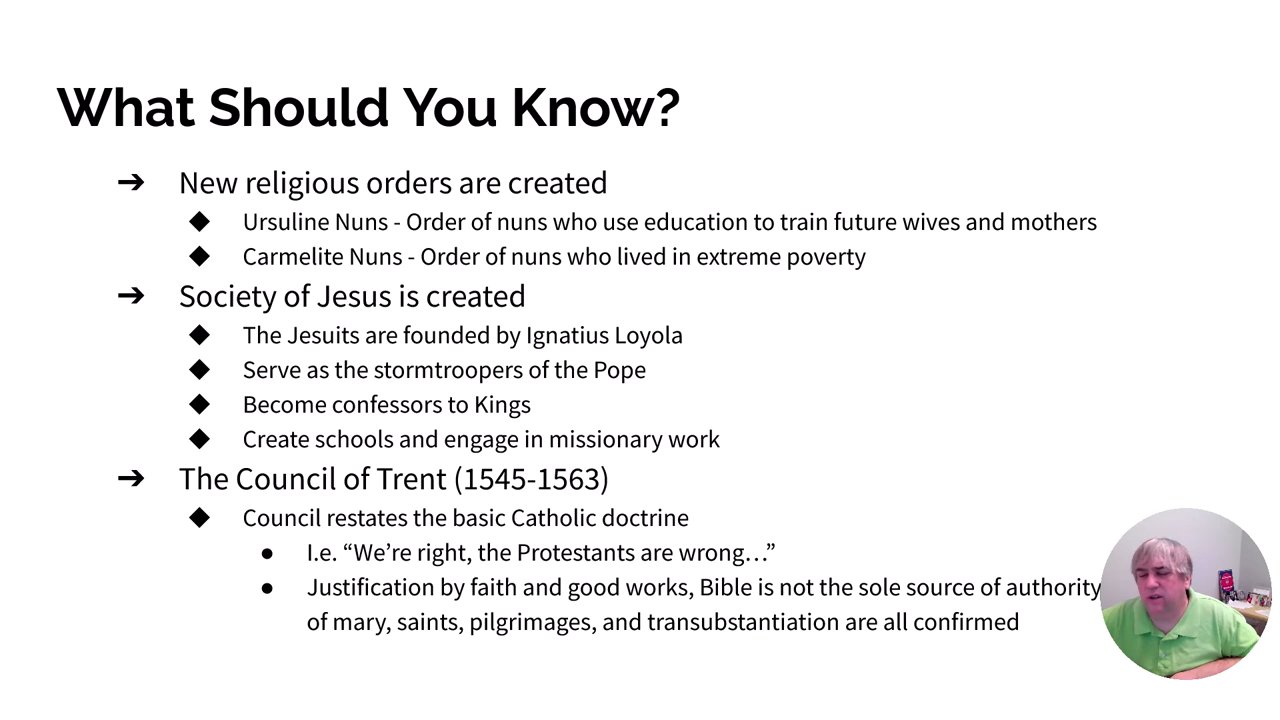 What Should You Know?
➔ New religious orders are created
◆ Ursuline Nuns - Order of nuns who use education to train future wives and mothers
◆ Carmelite Nuns - Order of nuns who lived in extreme poverty
➔ Society of Jesus is created
◆ The Jesuits are founded by Ignatius Loyola
◆ Serve as the stormtroopers of the Pope
◆ Become confessors to Kings
◆ Create schools and engage in missionary work
➔ The Council of Trent (1545-1563)
◆ Council restates the basic Catholic doctrine
● I.e. “We’re right, the Protestants are wrong…”
● Justification by faith and good works, Bible is not the sole source of authority
of mary, saints, pilgrimages, and transubstantiation are all confirmed